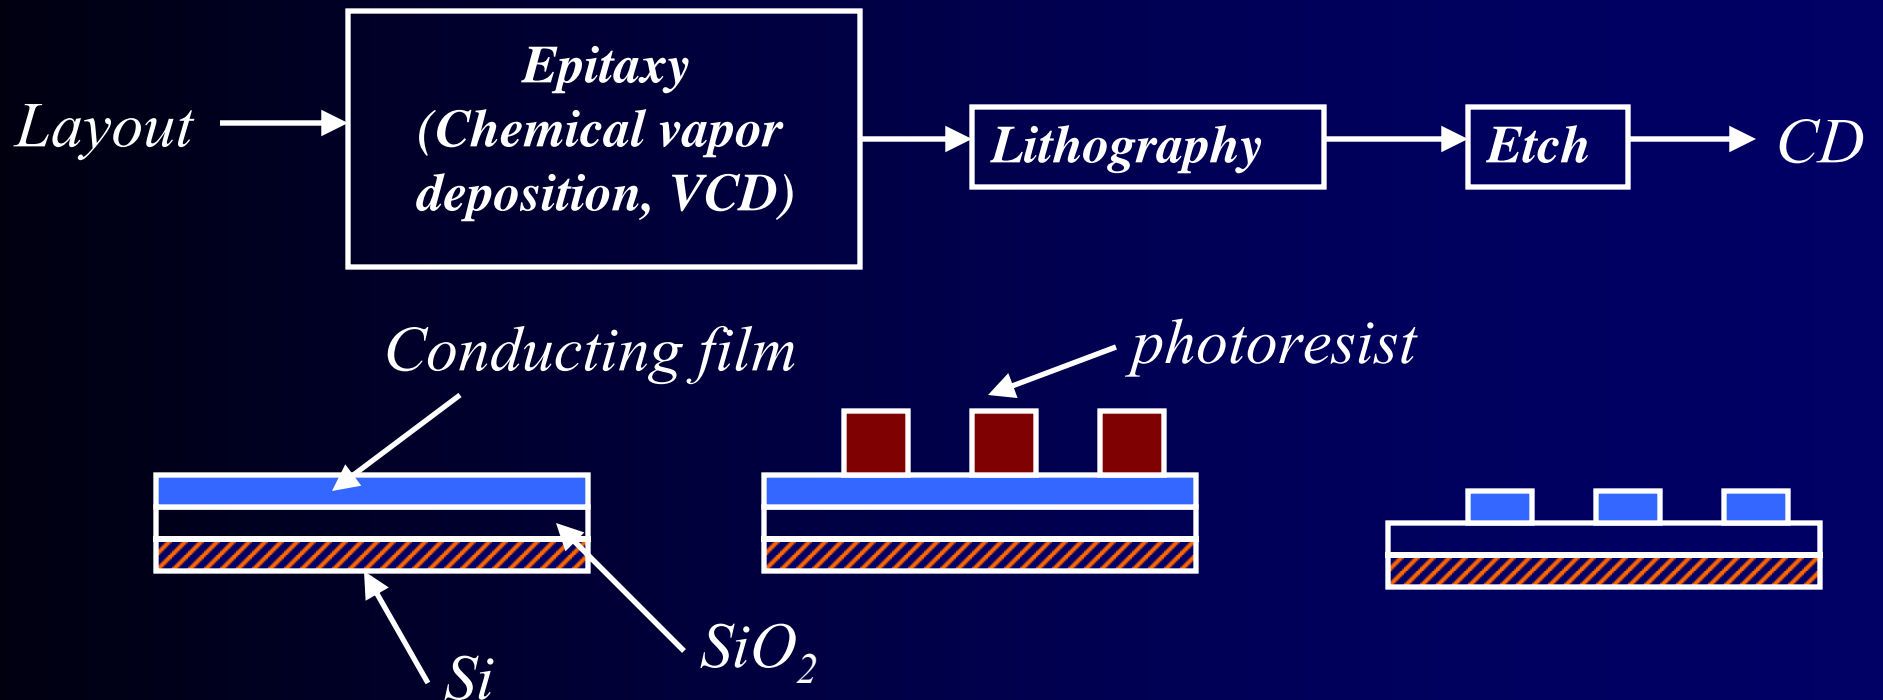 Layout
Epitaxy
(Chemical vapor
deposition, VCD)
Lithography
Etch
CD
Conducting film
photoresist
Si
SiO₂